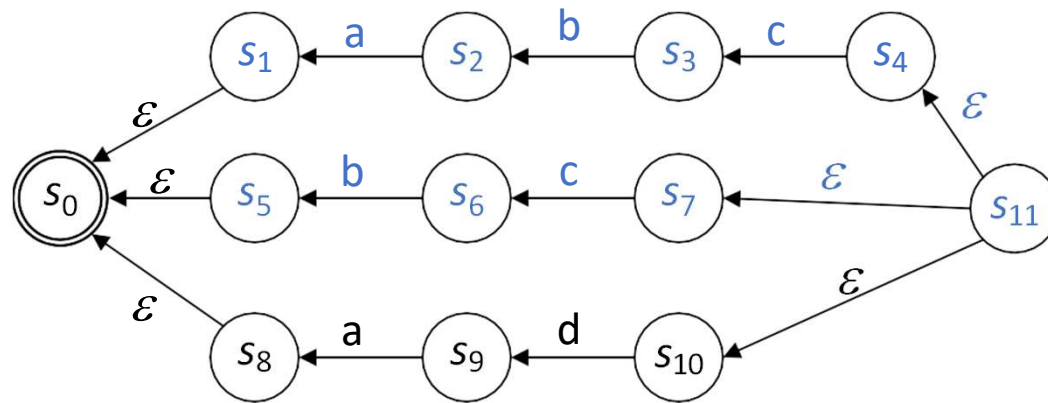 s₁ a s₂ b s₃ c s₄
ε ε
s₀ ε s₅ b s₆ c s₇ ε s₁₁
ε ε
s₈ a s₉ d s₁₀